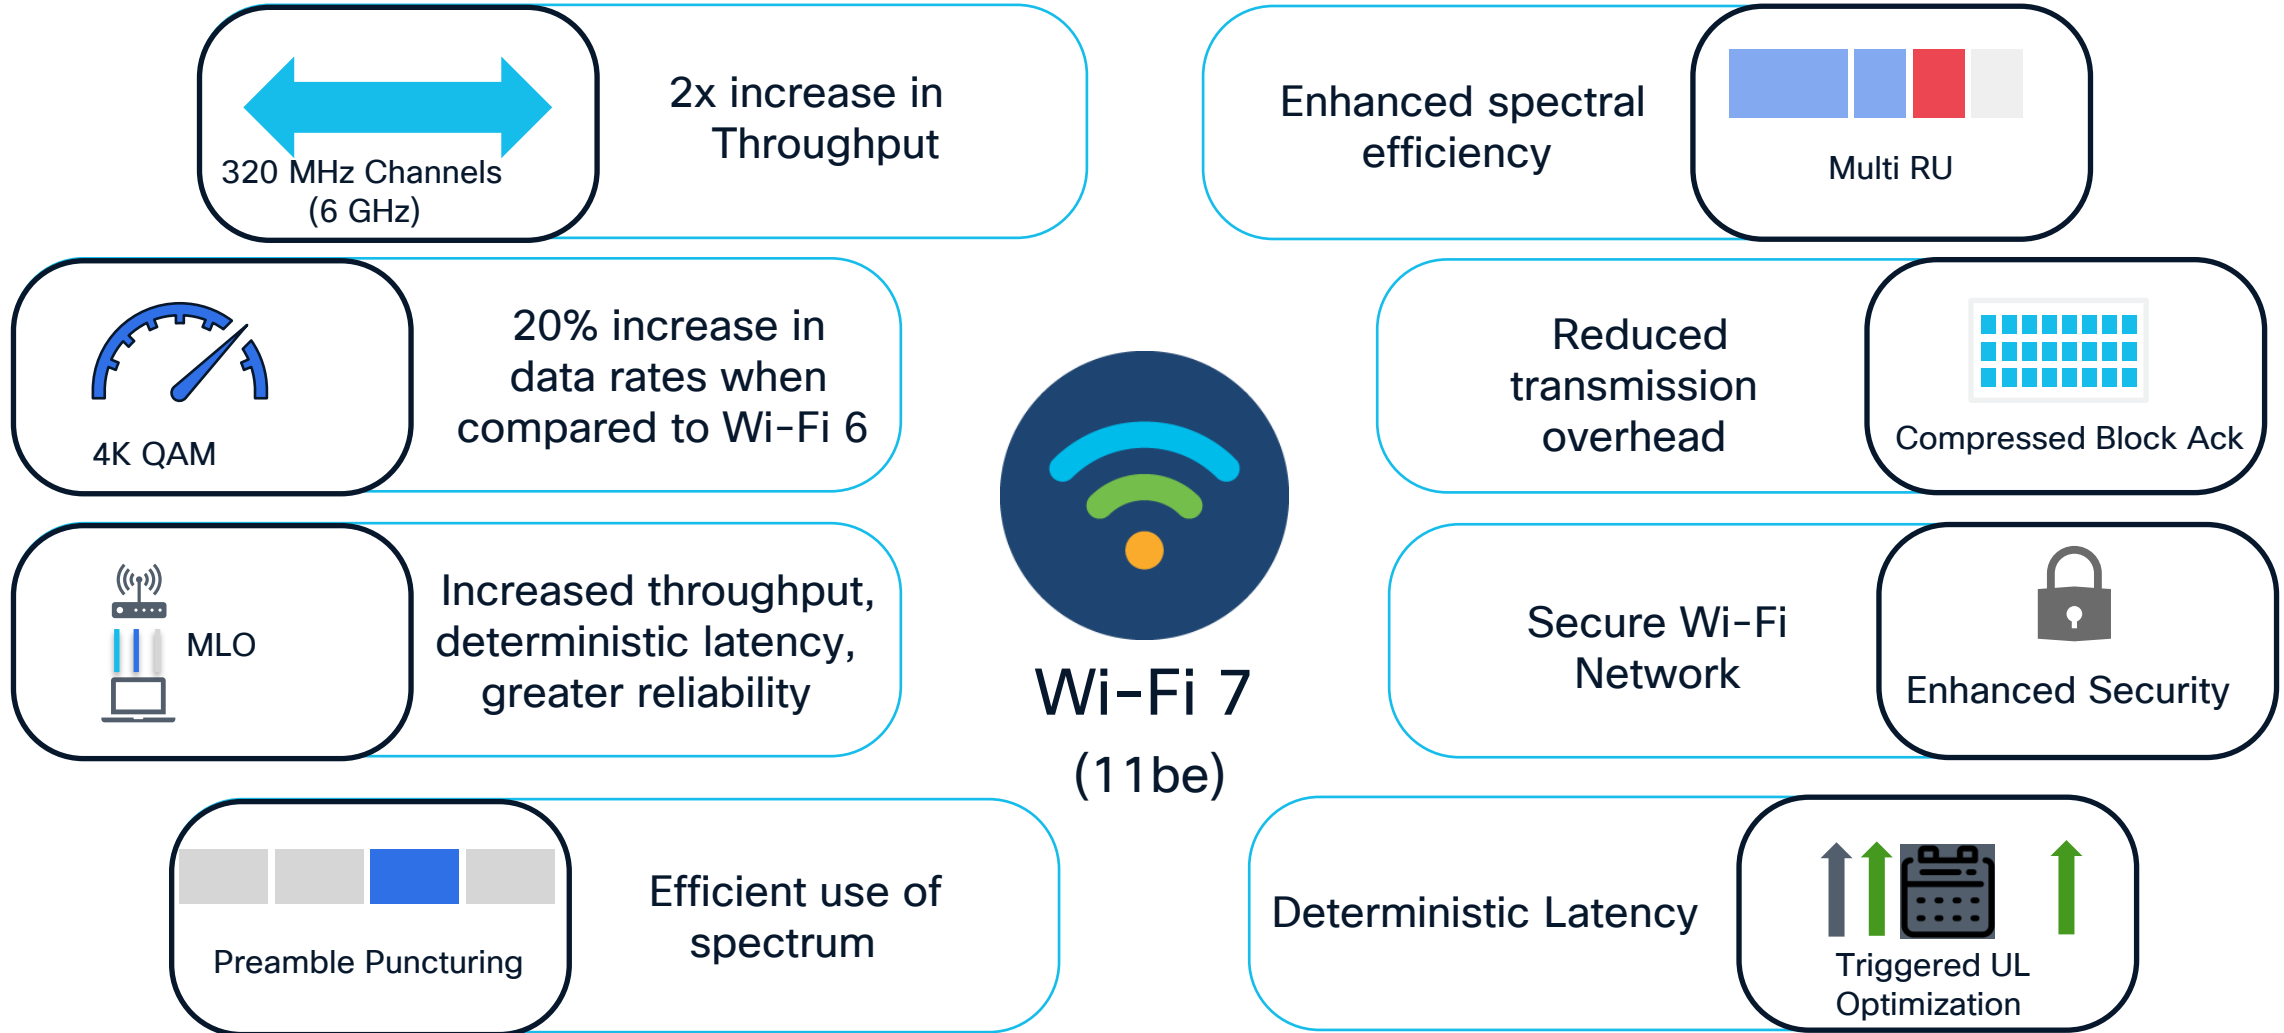 320 MHz Channels
(6 GHz)
2x increase in
Throughput
4K QAM
20% increase in
data rates when
compared to Wi-Fi 6
MLO
Increased throughput,
deterministic latency,
greater reliability
Preamble Puncturing
Efficient use of
spectrum
Wi-Fi 7
(11be)
Enhanced spectral
efficiency
Multi RU
Reduced
transmission
overhead
Compressed Block Ack
Secure Wi-Fi
Network
Enhanced Security
Deterministic Latency
Triggered UL
Optimization